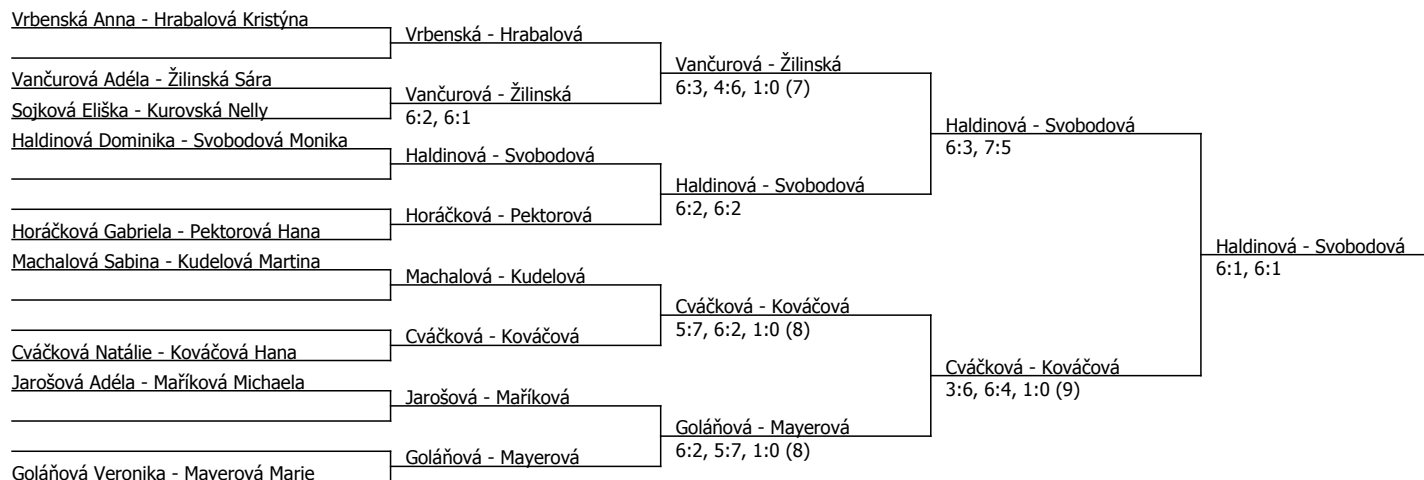 Vrbenská Anna - Hrabalová Kristýna
Vančurová Adéla - Žilinská Sára
Sojková Eliška - Kurovská Nelly
Haldinová Dominika - Svobodová Monika
Horáčková Gabriela - Pektorová Hana
Machalová Sabina - Kudelová Martina
Cváčková Natálie - Kováčová Hana
Jarošová Adéla - Maříková Michaela
Goláňová Veronika - Mayerová Marie
Vrbenská - Hrabalová
Vančurová - Žilinská
6:2, 6:1
Haldinová - Svobodová
Horáčková - Pektorová
Machalová - Kudelová
Cváčková - Kováčová
Jarošová - Maříková
Goláňová - Mayerová
Vančurová - Žilinská
6:3, 4:6, 1:0 (7)
Haldinová - Svobodová
6:2, 6:2
Cváčková - Kováčová
5:7, 6:2, 1:0 (8)
Goláňová - Mayerová
6:2, 5:7, 1:0 (8)
Haldinová - Svobodová
6:3, 7:5
Cváčková - Kováčová
3:6, 6:4, 1:0 (9)
Haldinová - Svobodová
6:1, 6:1